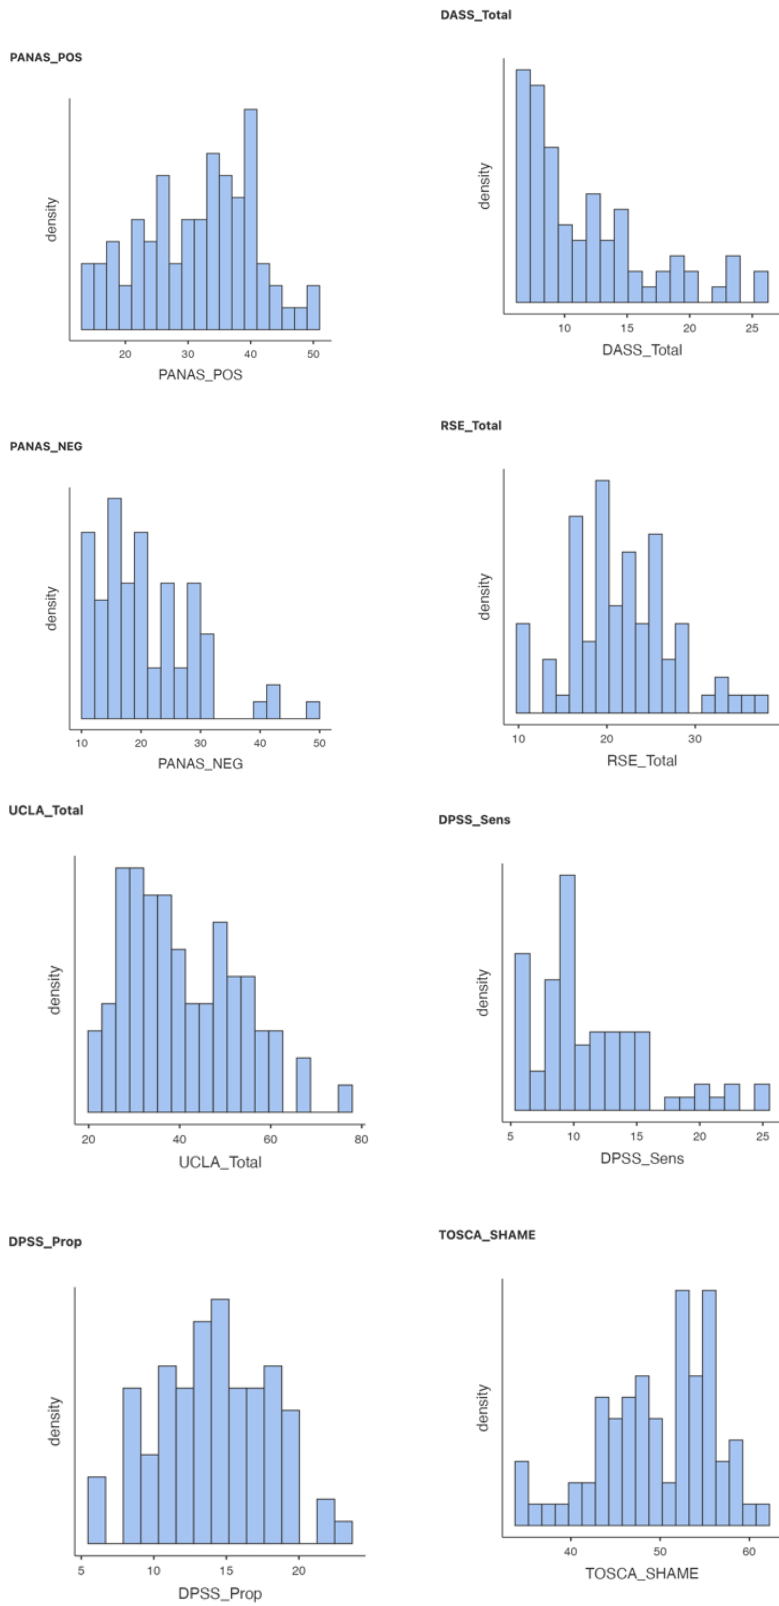 DASS_Total
PANAS_POS
density
20 30 40 50
PANAS_POS
density
10 15 20 25
DASS_Total
RSE_Total
PANAS_NEG
density
10 20 30 40 50
PANAS_NEG
density
10 20 30
RSE_Total
UCLA_Total
density
20 40 60 80
UCLA_Total
DPSS_Sens
density
5 10 15 20 25
DPSS_Sens
DPSS_Prop
density
5 10 15 20
DPSS_Prop
TOSCA_SHAME
density
40 50 60
TOSCA_SHAME